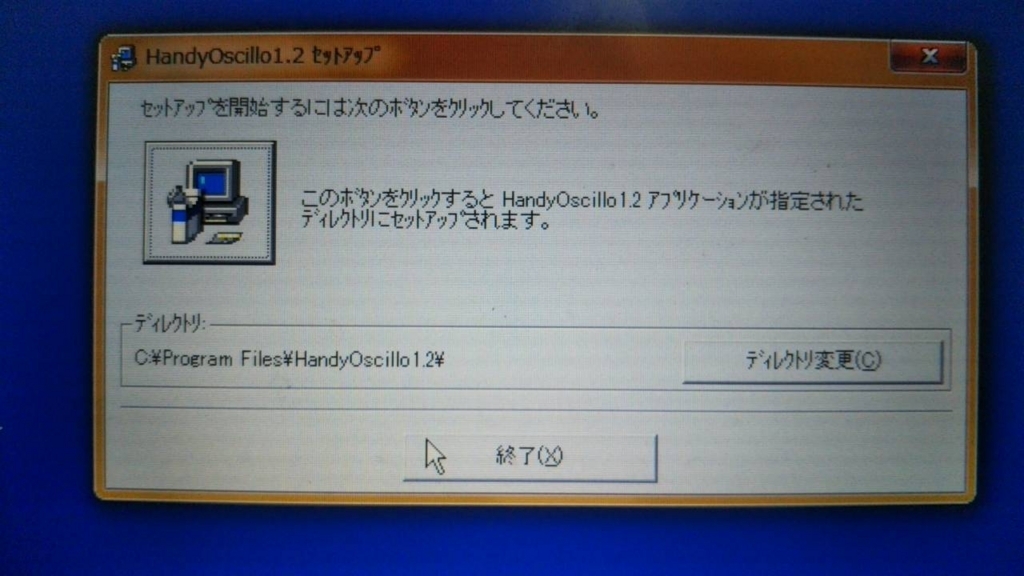 HandyOscillo1.2 ｾｯﾄｱｯﾌﾟ
ｾｯﾄｱｯﾌﾟを開始するには次のﾎﾞﾀﾝをｸﾘｯｸしてください。
このﾎﾞﾀﾝをｸﾘｯｸすると HandyOscillo1.2 ｱﾌﾟﾘｹｰｼｮﾝが指定された
ﾃﾞｨﾚｸﾄﾘにｾｯﾄｱｯﾌﾟされます。
ﾃﾞｨﾚｸﾄﾘ:
C:¥Program Files¥HandyOscillo1.2¥
ﾃﾞｨﾚｸﾄﾘ変更(C)
終了(X)